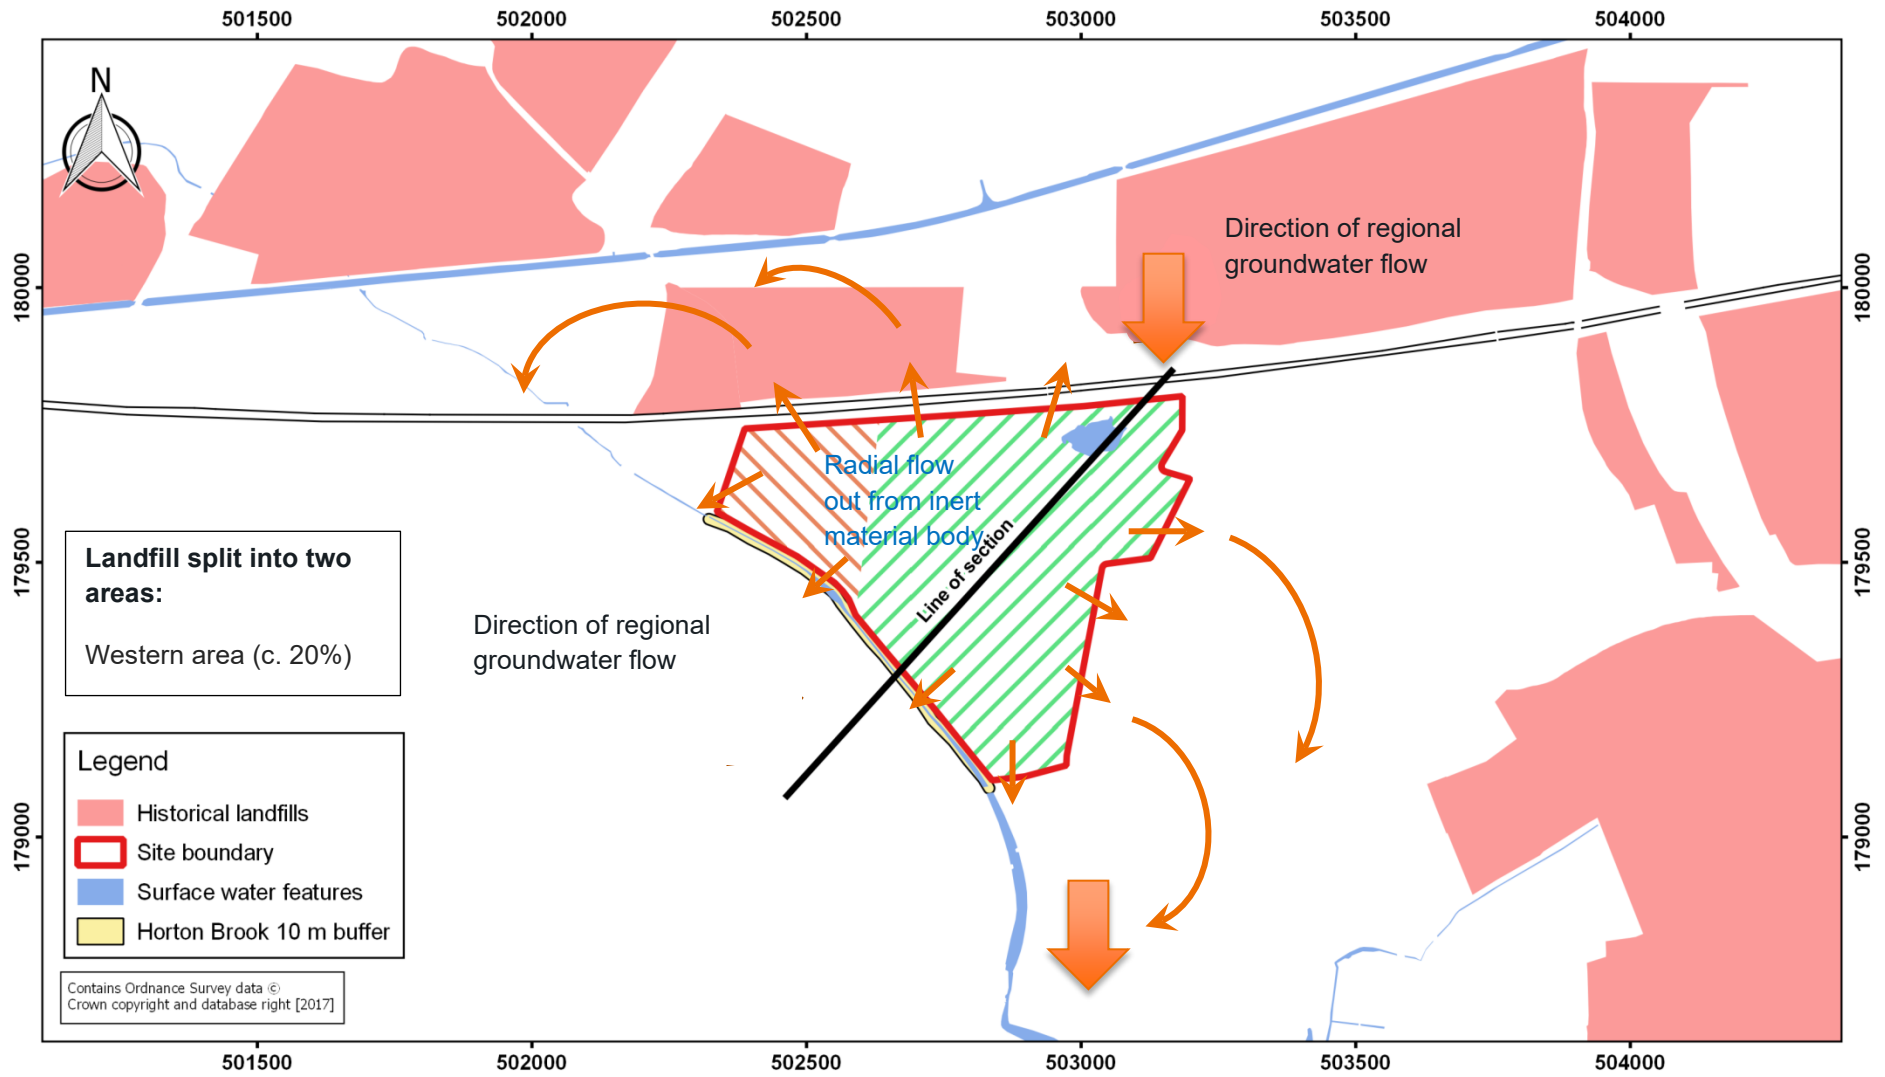 501500 502000 502500 503000 503500 504000
N
Direction of regional
groundwater flow
180000
180000
Radial flow
out from inert
material body
Line of section
179500
179500
Landfill split into two
areas:
Western area (c. 20%)
Direction of regional
groundwater flow
Legend
Historical landfills
Site boundary
Surface water features
Horton Brook 10 m buffer
179000
179000
Contains Ordnance Survey data ©
Crown copyright and database right [2017]
501500 502000 502500 503000 503500 504000